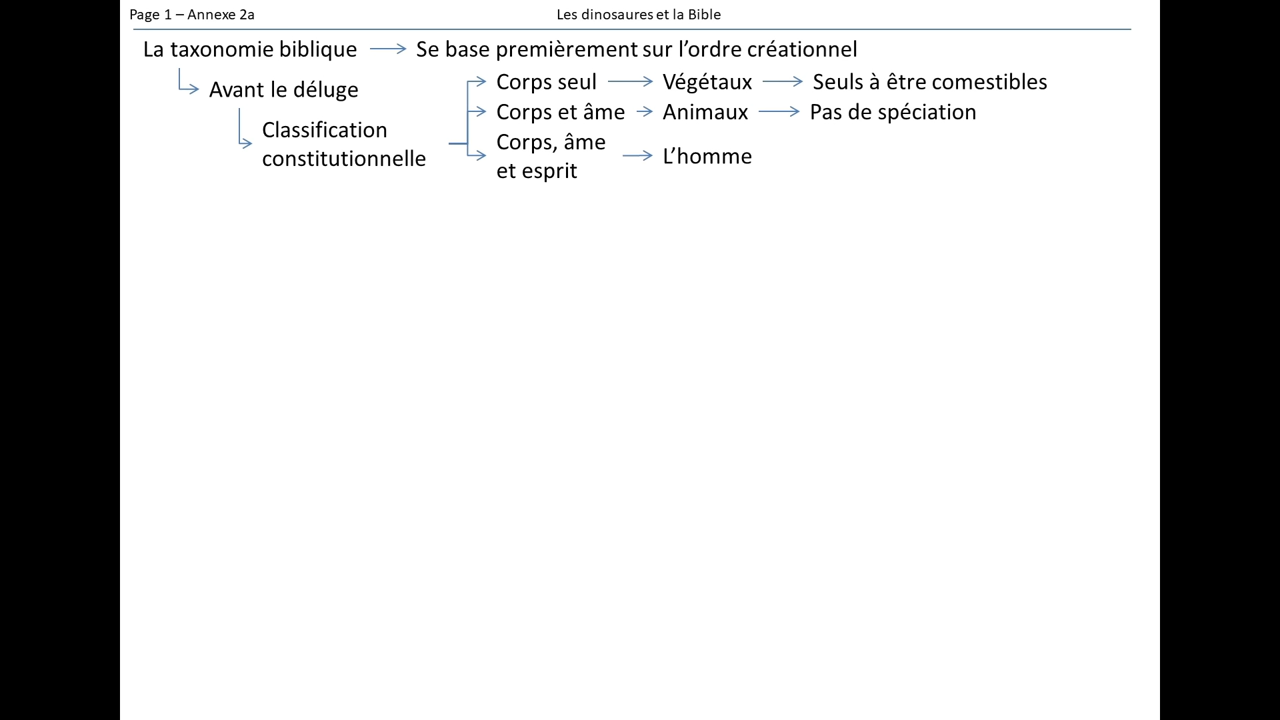 Page 1 – Annexe 2a
Les dinosaures et la Bible
La taxonomie biblique
Se base premièrement sur l’ordre créationnel
Avant le déluge
Classification
constitutionnelle
Corps seul
Végétaux
Seuls à être comestibles
Corps et âme
Animaux
Pas de spéciation
Corps, âme
et esprit
L’homme